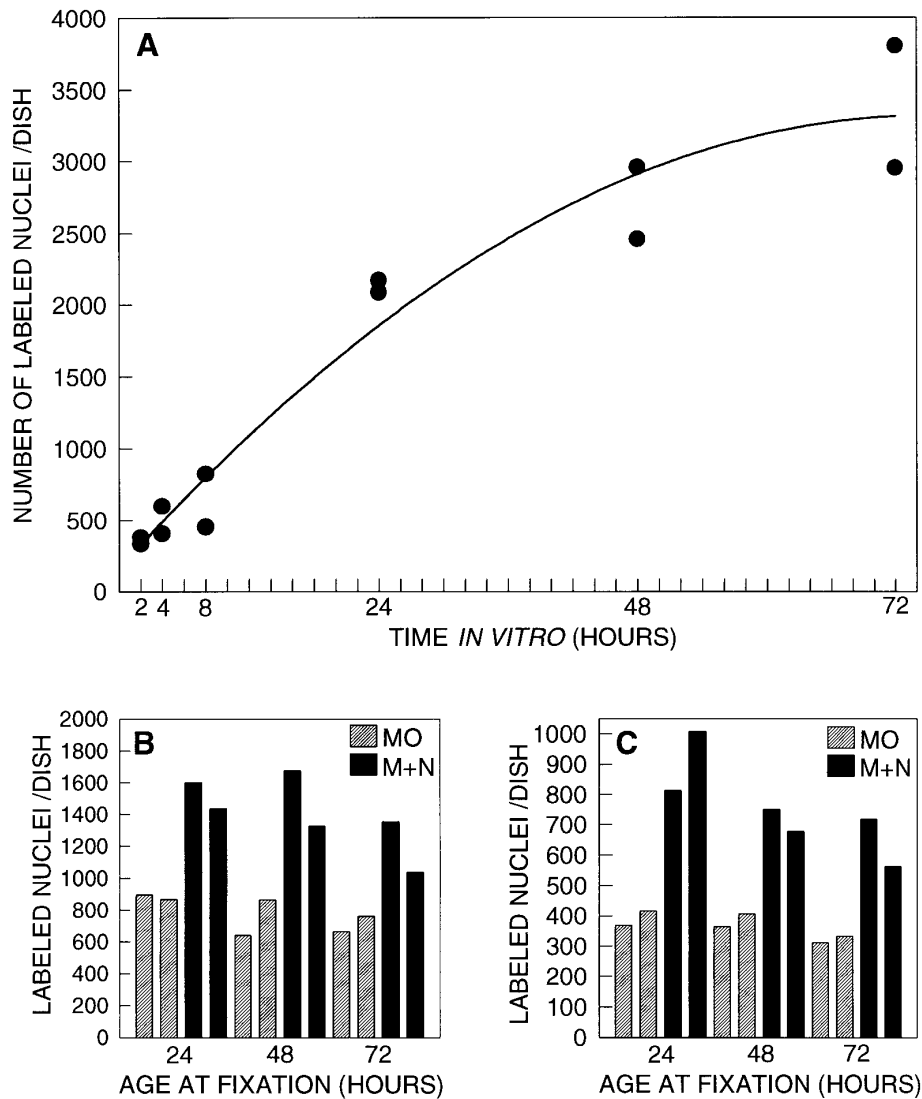 A
NUMBER OF LABELED NUCLEI /DISH
4000
3500
3000
2500
2000
1500
1000
500
0
2 4 8 24 48 72
TIME IN VITRO (HOURS)
B
MO
M+N
LABELED NUCLEI /DISH
2000
1800
1600
1400
1200
1000
800
600
400
200
0
24 48 72
AGE AT FIXATION (HOURS)
C
MO
M+N
LABELED NUCLEI /DISH
1000
900
800
700
600
500
400
300
200
100
0
24 48 72
AGE AT FIXATION (HOURS)